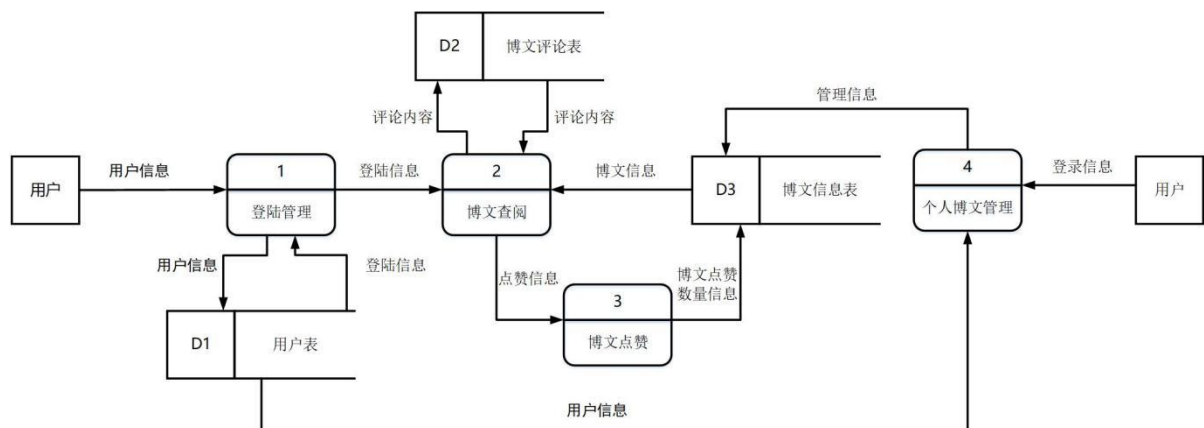 D2
博文评论表
管理信息
评论内容
评论内容
用户
用户信息
1
登陆管理
登陆信息
2
博文查阅
博文信息
D3
博文信息表
4
个人博文管理
登录信息
用户
用户信息
登陆信息
点赞信息
博文点赞
数量信息
3
博文点赞
D1
用户表
用户信息